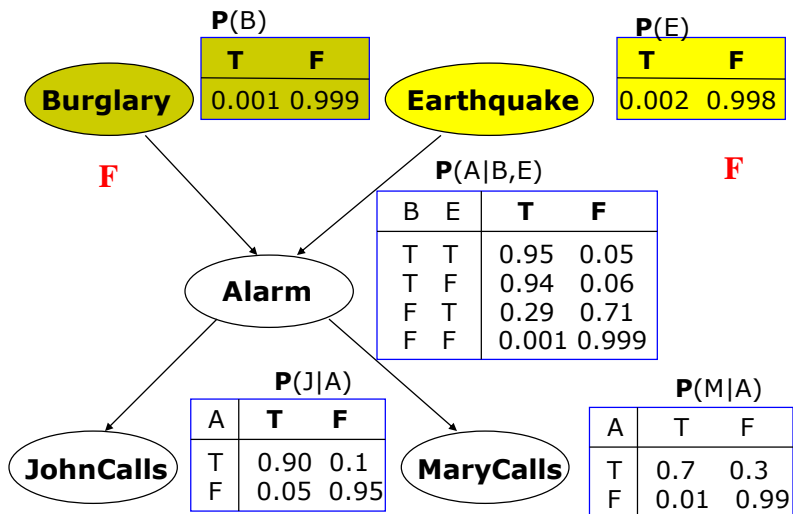 P(B)
T F
Burglary
0.001 0.999
P(E)
T F
Earthquake
0.002 0.998
F
F
P(A|B,E)
B E T F
T T 0.95 0.05
T F 0.94 0.06
F T 0.29 0.71
F F 0.001 0.999
Alarm
P(J|A)
A T F
T 0.90 0.1
F 0.05 0.95
P(M|A)
A T F
T 0.7 0.3
F 0.01 0.99
JohnCalls
MaryCalls